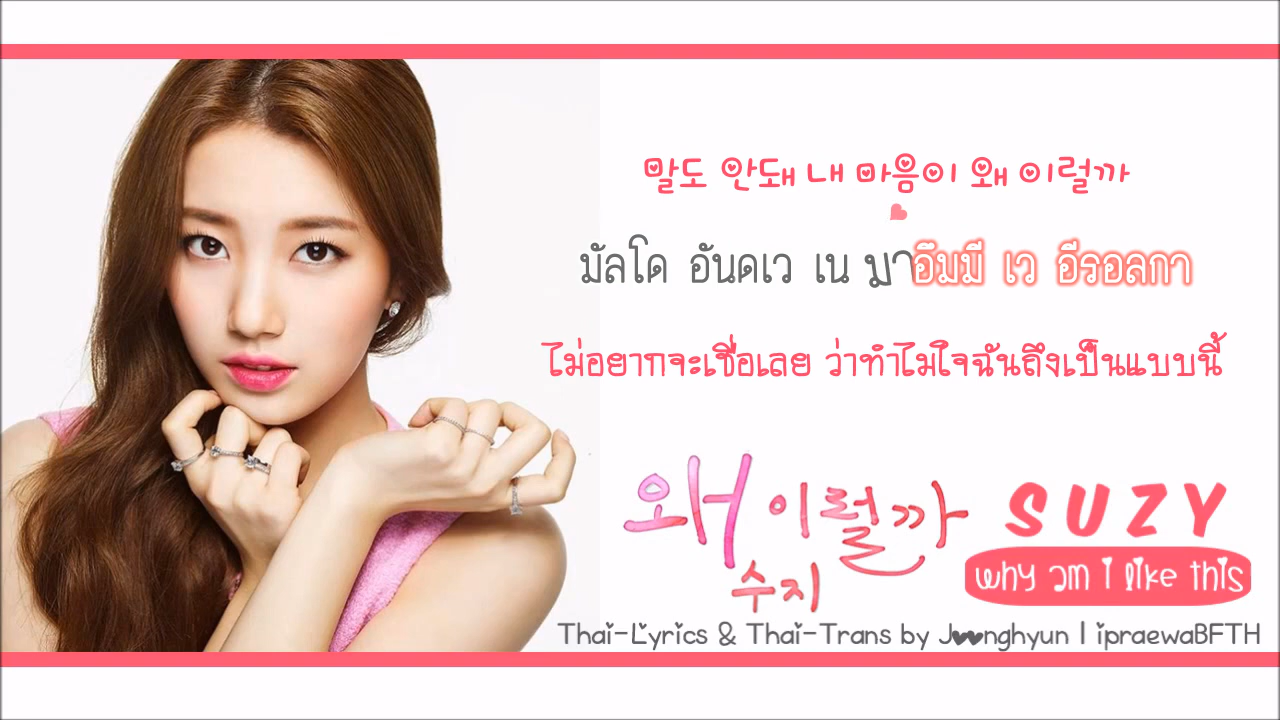 말도 안돼 내 마음이 왜 이럴까
มัลโด อันดเว เน มาอึมมี เว อีรอลกา
ไม่อยากจะเชื่อเลย ว่าทำไมใจฉันถึงเป็นแบบนี้
왜 이럴까 SUZY
수지 why am i like this
Thai-Lyrics & Thai-Trans by Joonghyun | ipraewaBFTH